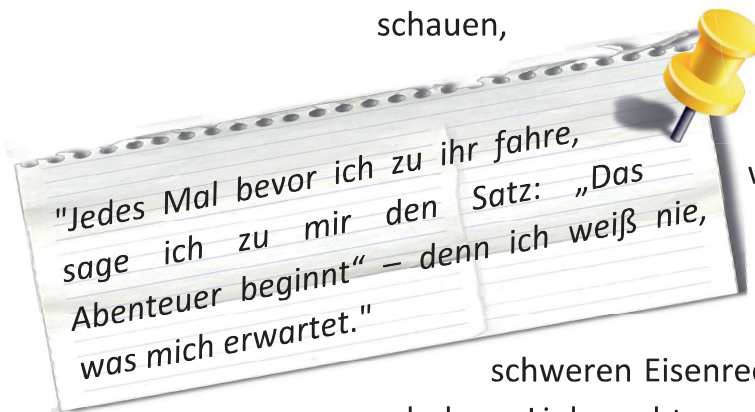 schauen,
"Jedes Mal bevor ich zu ihr fahre,
sage ich zu mir den Satz: „Das
Abenteuer beginnt“ – denn ich weiß nie,
was mich erwartet."
schweren